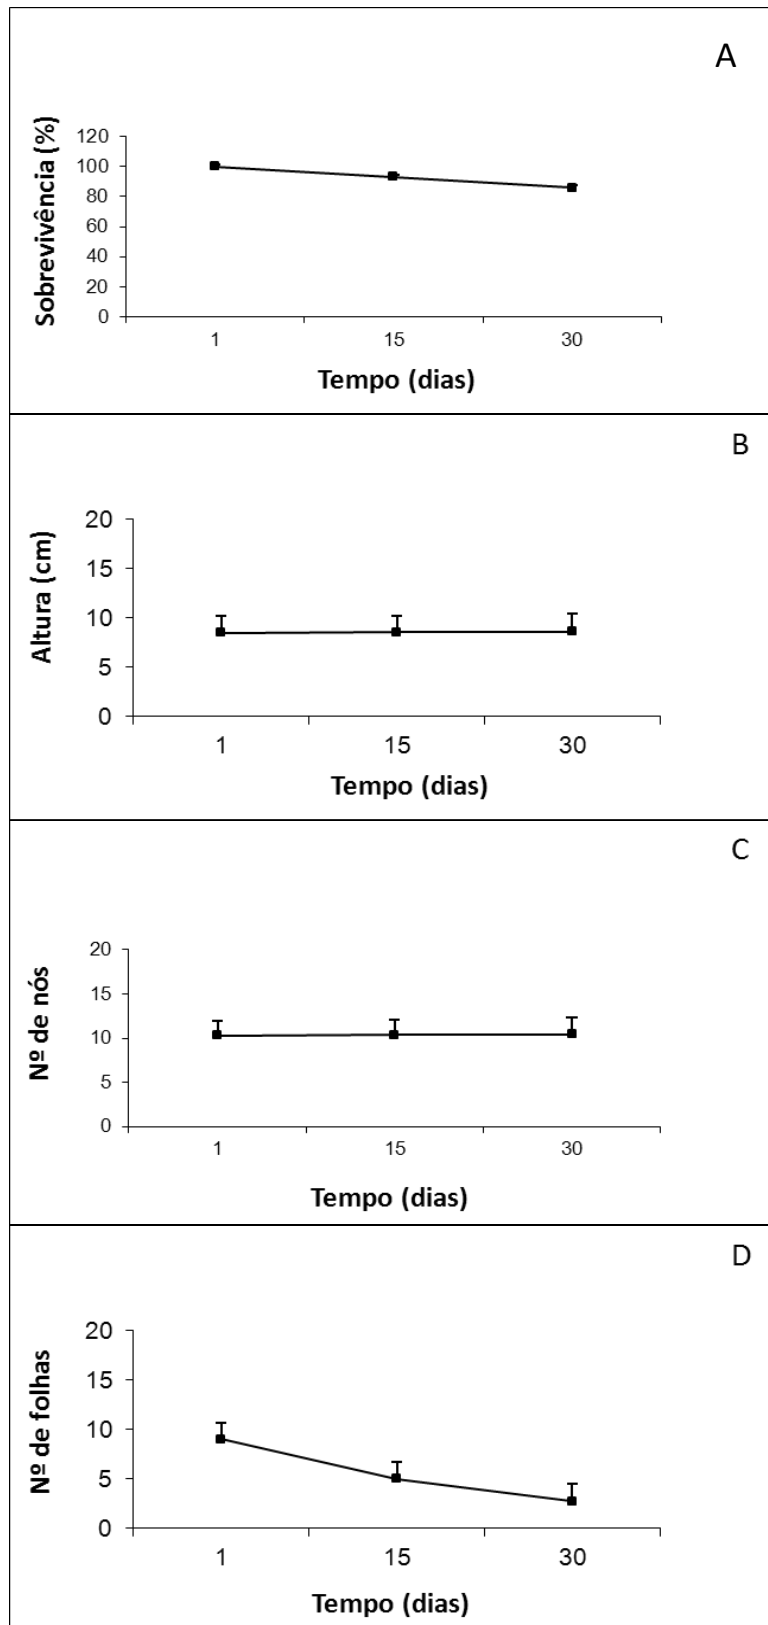 A
Sobrevivência (%)
120
100
80
60
40
20
0
1 15 30
Tempo (dias)
B
Altura (cm)
20
15
10
5
0
1 15 30
Tempo (dias)
C
Nº de nós
20
15
10
5
0
1 15 30
Tempo (dias)
D
Nº de folhas
20
15
10
5
0
1 15 30
Tempo (dias)